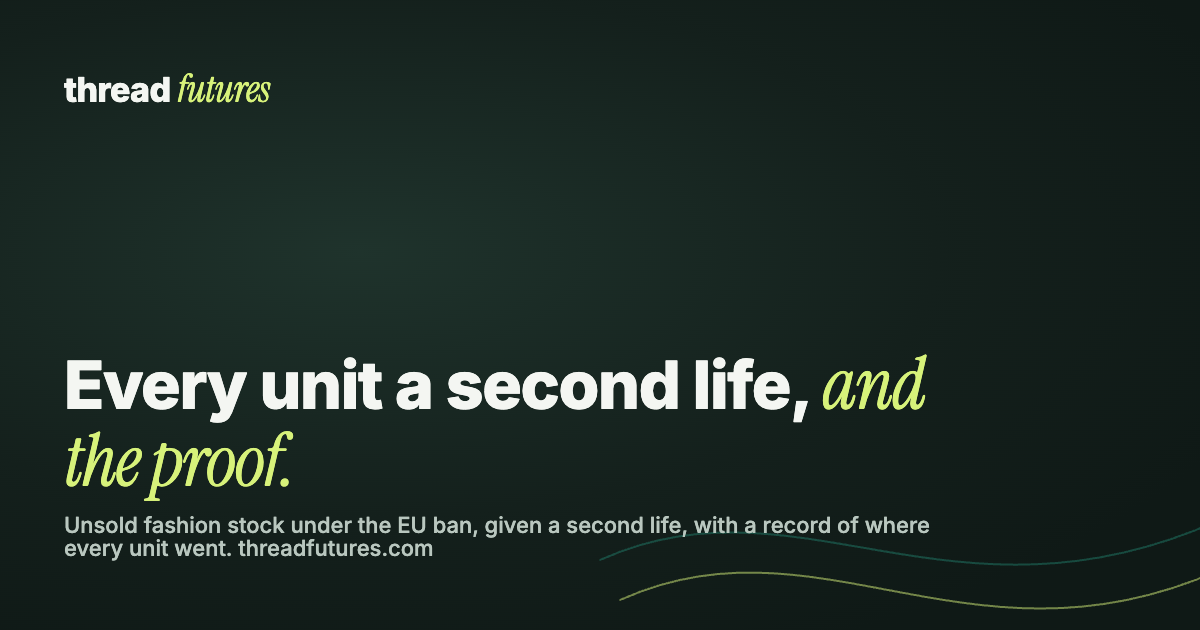 thread futures
Every unit a second life, and
the proof.
Unsold fashion stock under the EU ban, given a second life, with a record of where
every unit went. threadfutures.com